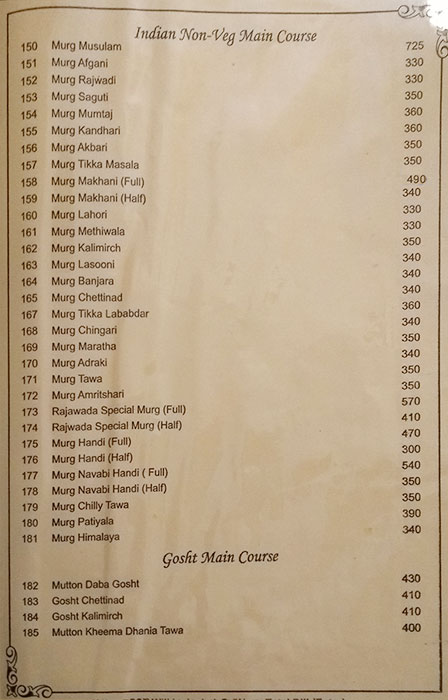 Indian Non-Veg Main Course
150 Murg Musulam 725
151 Murg Afgani 330
152 Murg Rajwadi 330
153 Murg Saguti 350
154 Murg Mumtaj 360
155 Murg Kandhari 360
156 Murg Akbari 350
157 Murg Tikka Masala 350
158 Murg Makhani (Full) 490
159 Murg Makhani (Half) 340
160 Murg Lahori 330
161 Murg Methiwala 330
162 Murg Kalimirch 350
163 Murg Lasooni 340
164 Murg Banjara 340
165 Murg Chettinad 340
167 Murg Tikka Lababdar 360
168 Murg Chingari 340
169 Murg Maratha 350
170 Murg Adraki 340
171 Murg Tawa 350
172 Murg Amritshari 350
173 Rajawada Special Murg (Full) 570
174 Rajwada Special Murg (Half) 410
175 Murg Handi (Full) 470
176 Murg Handi (Half) 300
177 Murg Navabi Handi ( Full) 540
178 Murg Navabi Handi (Half) 350
179 Murg Chilly Tawa 350
180 Murg Patiyala 390
181 Murg Himalaya 340
Gosht Main Course
182 Mutton Daba Gosht 430
183 Gosht Chettinad 410
184 Gosht Kalimirch 410
185 Mutton Kheema Dhania Tawa 400